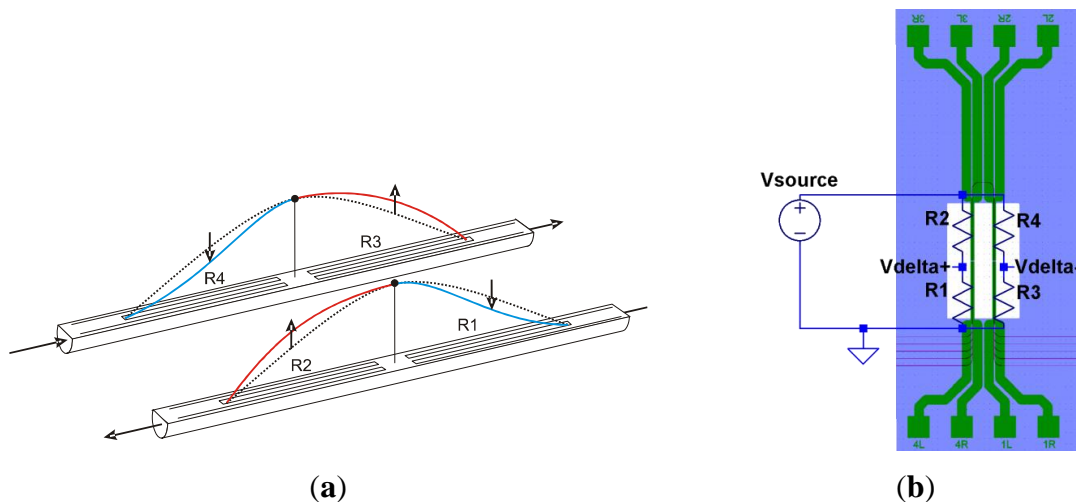 R3
R4
R1
R2
(a)
3R 3L 2R 2L
Vsource
R2 R4
Vdelta+ Vdelta-
R1 R3
4L 4R 1L 1R
(b)